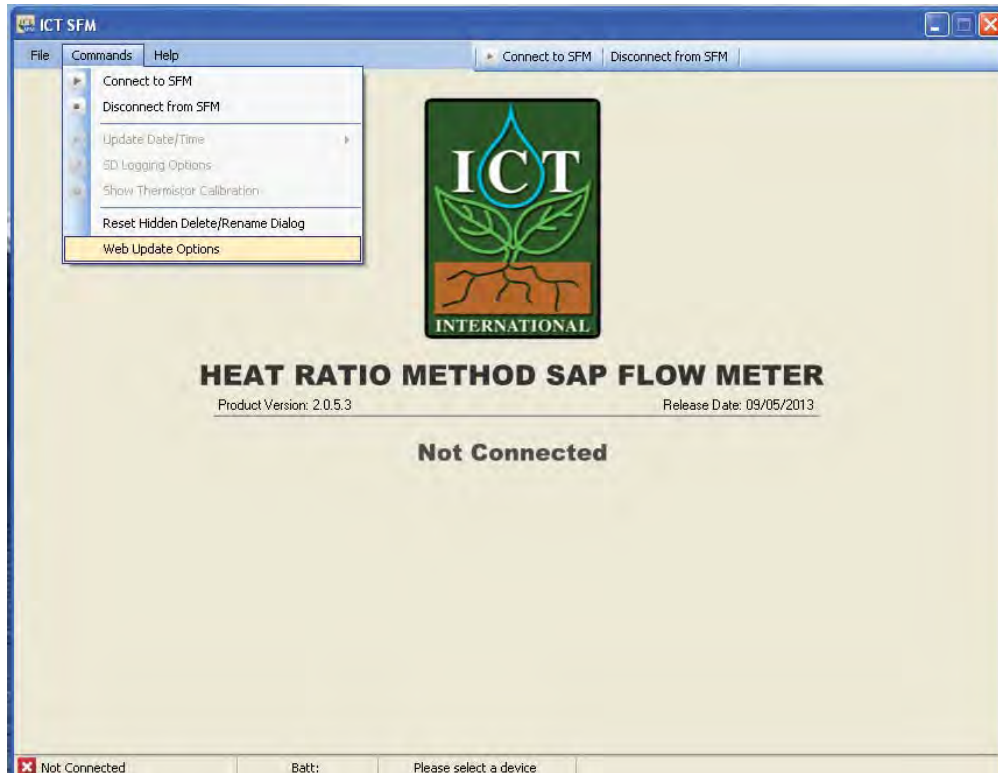 ICT SFM
File Commands Help Connect to SFM Disconnect from SFM
Connect to SFM
Disconnect from SFM
Update Date/Time
SD Logging Options
Show Thermistor Calibration
Reset Hidden Delete/Rename Dialog
Web Update Options
ICT
INTERNATIONAL
HEAT RATIO METHOD SAP FLOW METER
Product Version: 2.0.5.3 Release Date: 09/05/2013
Not Connected
Not Connected Batt: Please select a device